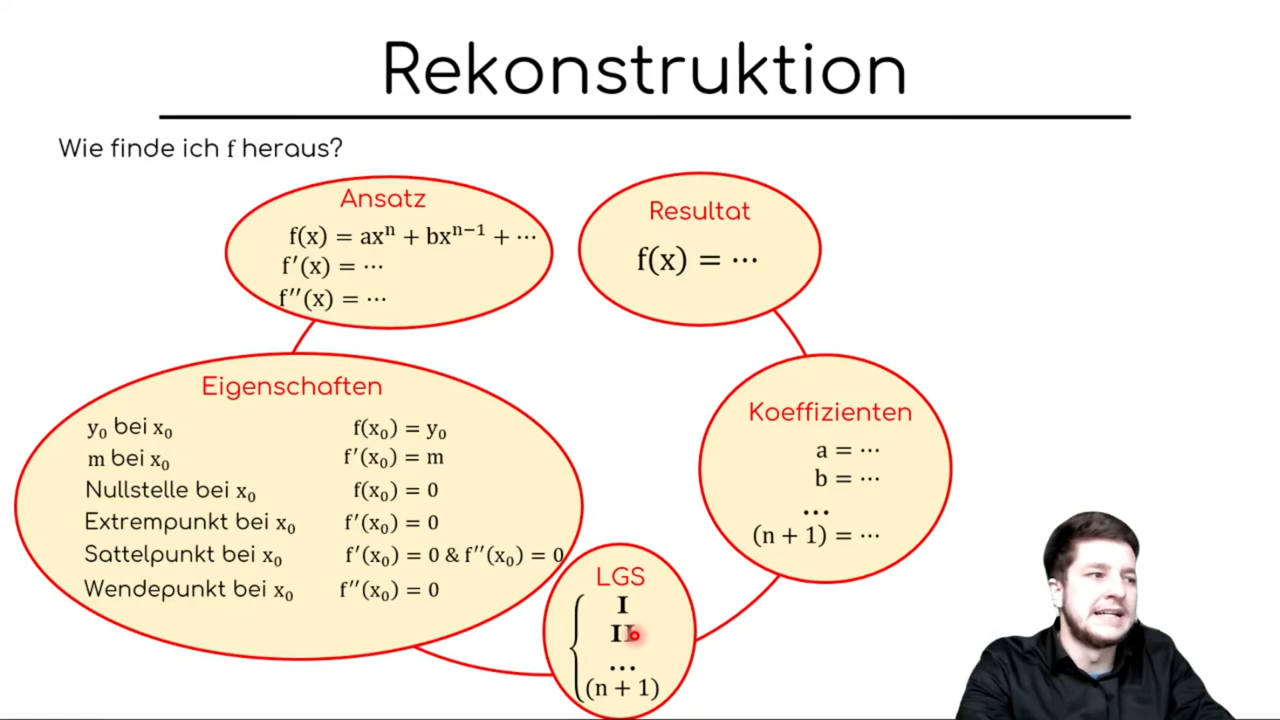 Rekonstruktion
Wie finde ich f heraus?
Ansatz
f(x) = axⁿ + bxⁿ⁻¹ + ⋯
f′(x) = ⋯
f′′(x) = ⋯
Resultat
f(x) = ⋯
Eigenschaften
y₀ bei x₀ f(x₀) = y₀
m bei x₀ f′(x₀) = m
Nullstelle bei x₀ f(x₀) = 0
Extrempunkt bei x₀ f′(x₀) = 0
Sattelpunkt bei x₀ f′(x₀) = 0 & f′′(x₀) = 0
Wendepunkt bei x₀ f′′(x₀) = 0
LGS
I
II
...
(n + 1)
Koeffizienten
a = ⋯
b = ⋯
...
(n + 1) = ⋯